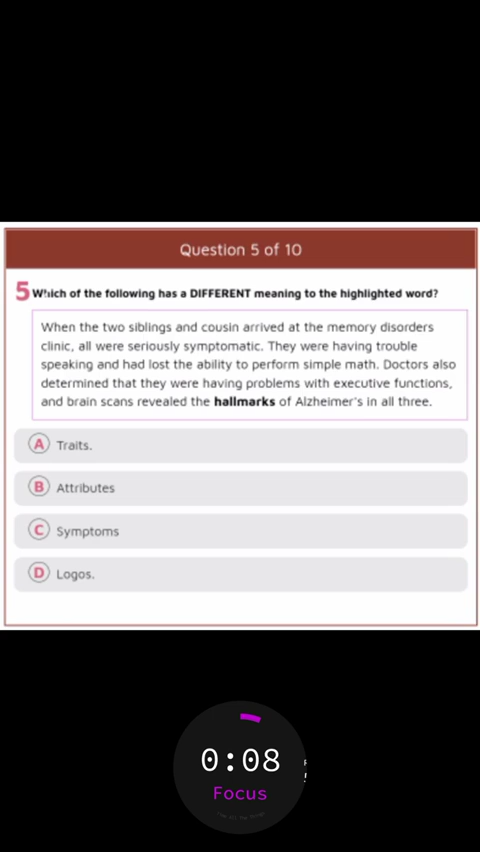 Question 5 of 10
5 Which of the following has a DIFFERENT meaning to the highlighted word?
When the two siblings and cousin arrived at the memory disorders
clinic, all were seriously symptomatic. They were having trouble
speaking and had lost the ability to perform simple math. Doctors also
determined that they were having problems with executive functions,
and brain scans revealed the hallmarks of Alzheimer's in all three.
A Traits.
B Attributes
C Symptoms
D Logos.
0:08
Focus